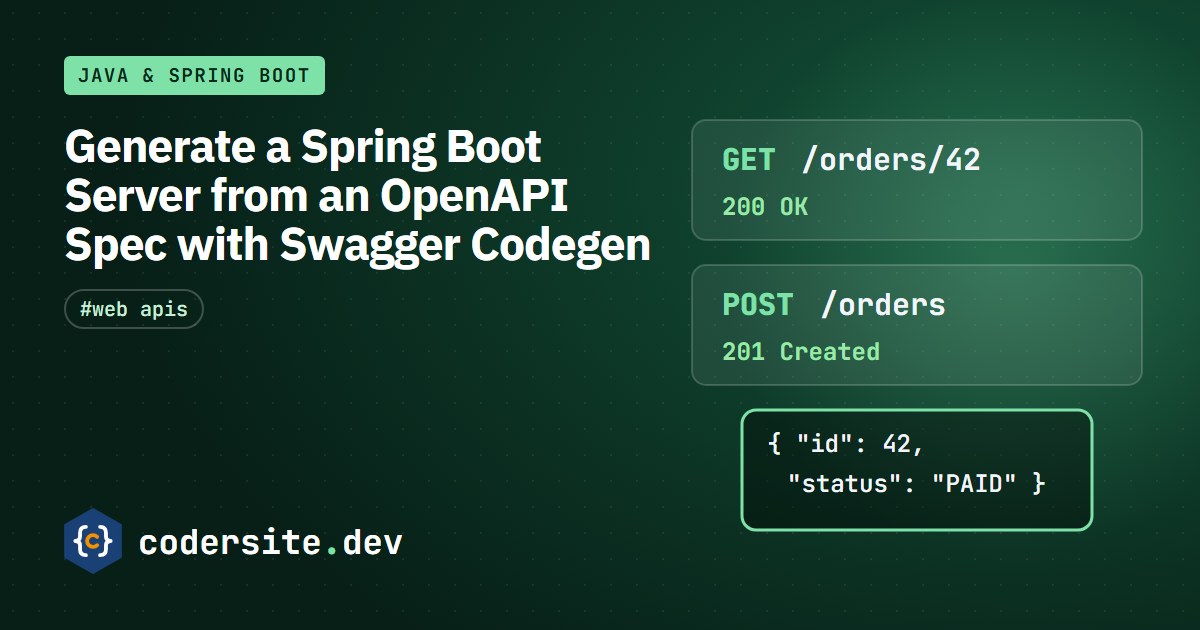 JAVA & SPRING BOOT
Generate a Spring Boot
Server from an OpenAPI
Spec with Swagger Codegen
#web apis
GET /orders/42
200 OK
POST /orders
201 Created
{ "id": 42,
"status": "PAID" }
{c}
codersite.dev